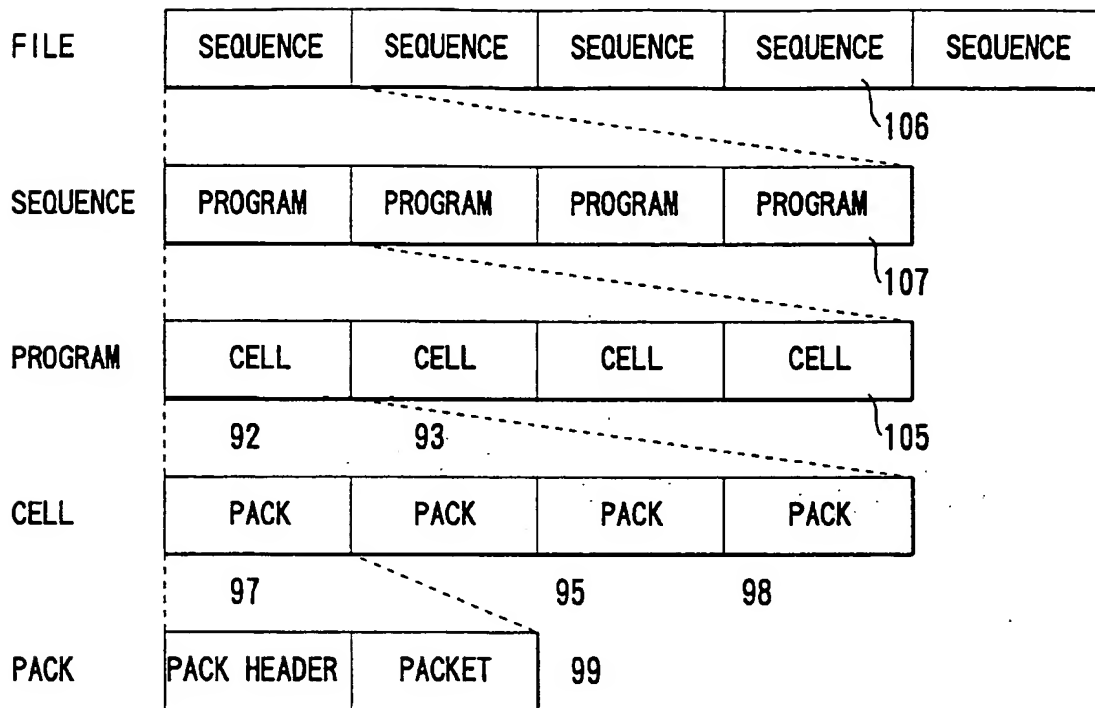 FILE SEQUENCE SEQUENCE SEQUENCE SEQUENCE SEQUENCE
106
SEQUENCE PROGRAM PROGRAM PROGRAM PROGRAM
107
PROGRAM CELL CELL CELL CELL
92 93 105
CELL PACK PACK PACK PACK
97 95 98
PACK PACK HEADER PACKET 99